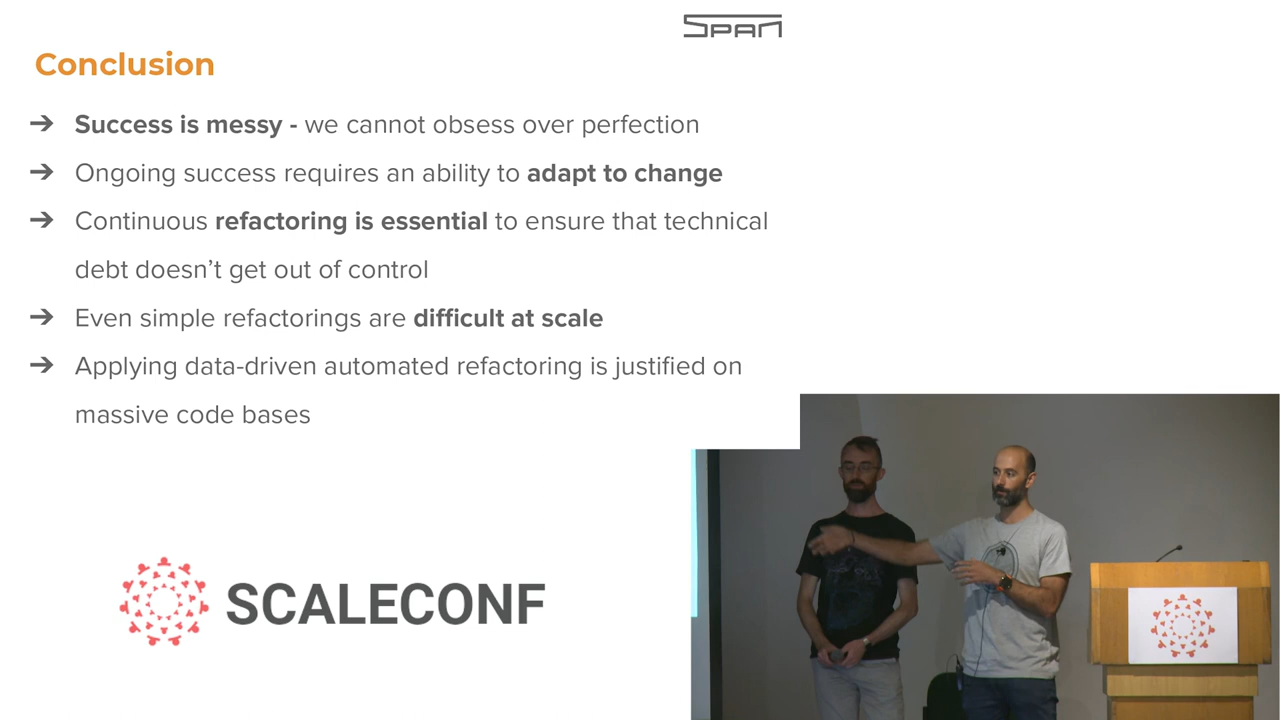 SPAN
Conclusion
➔ Success is messy - we cannot obsess over perfection
➔ Ongoing success requires an ability to adapt to change
➔ Continuous refactoring is essential to ensure that technical
debt doesn’t get out of control
➔ Even simple refactorings are difficult at scale
➔ Applying data-driven automated refactoring is justified on
massive code bases
SCALECONF